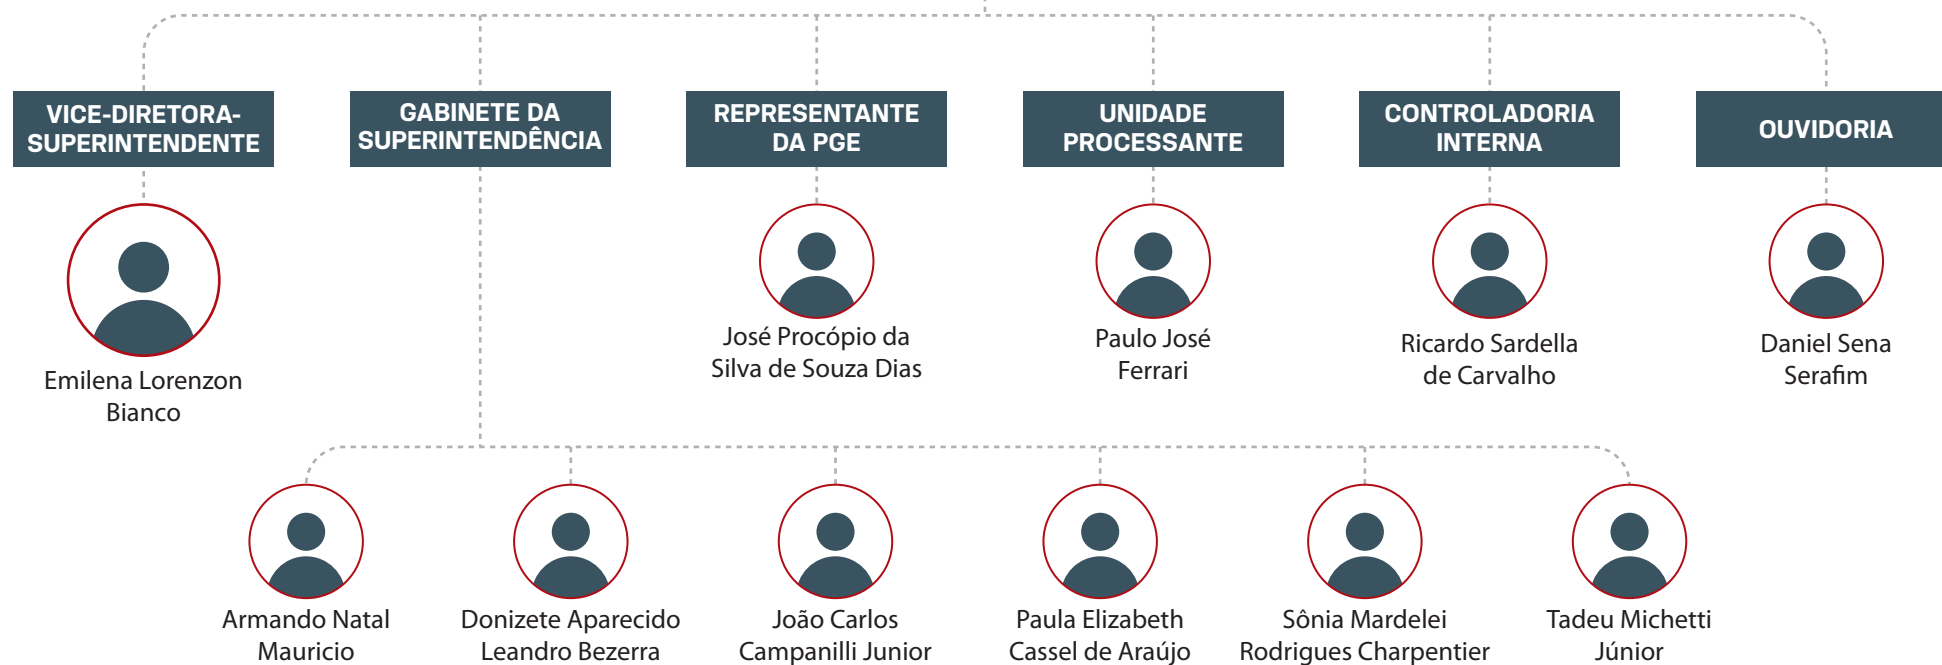 VICE-DIRETORA-
SUPERINTENDENTE
GABINETE DA
SUPERINTENDÊNCIA
REPRESENTANTE
DA PGE
UNIDADE
PROCESSANTE
CONTROLADORIA
INTERNA
OUVIDORIA
Emilena Lorenzon
Bianco
José Procópio da
Silva de Souza Dias
Paulo José
Ferrari
Ricardo Sardella
de Carvalho
Daniel Sena
Serafim
Armando Natal
Mauricio
Donizete Aparecido
Leandro Bezerra
João Carlos
Campanilli Junior
Paula Elizabeth
Cassel de Araújo
Sônia Mardelei
Rodrigues Charpentier
Tadeu Michetti
Júnior